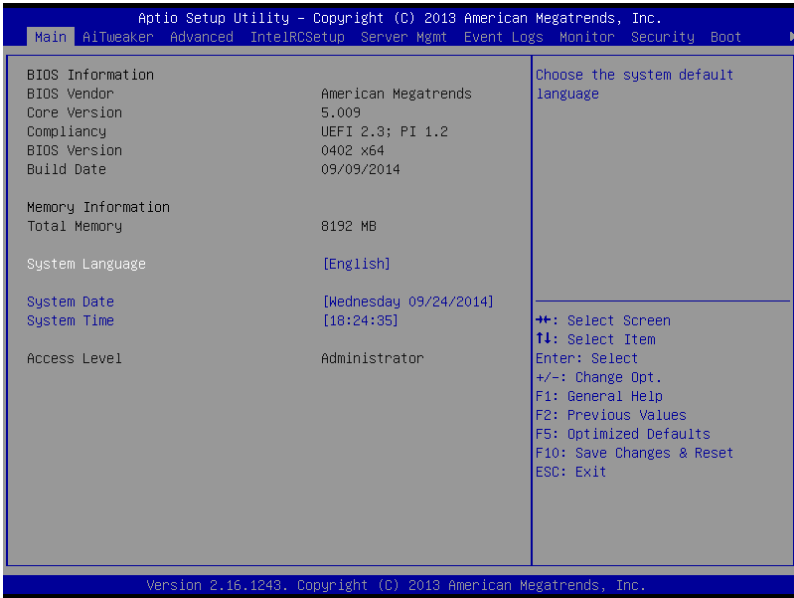 Aptio Setup Utility – Copyright (C) 2013 American Megatrends, Inc.
Main AiTweaker Advanced IntelRCSetup Server Mgmt Event Logs Monitor Security Boot
BIOS Information
BIOS Vendor American Megatrends
Core Version 5.009
Compliancy UEFI 2.3; PI 1.2
BIOS Version 0402 x64
Build Date 09/09/2014
Memory Information
Total Memory 8192 MB
System Language [English]
System Date [Wednesday 09/24/2014]
System Time [18:24:35]
Access Level Administrator
Choose the system default
language
→←: Select Screen
↑↓: Select Item
Enter: Select
+/-: Change Opt.
F1: General Help
F2: Previous Values
F5: Optimized Defaults
F10: Save Changes & Reset
ESC: Exit
Version 2.16.1243. Copyright (C) 2013 American Megatrends, Inc.